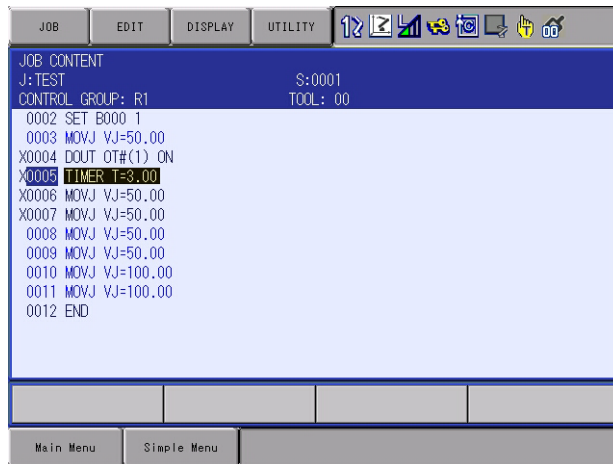 JOB EDIT DISPLAY UTILITY
JOB CONTENT
J:TEST S:0001
CONTROL GROUP: R1 TOOL: 00
0002 SET B000 1
0003 MOVJ VJ=50.00
X0004 DOUT OT#(1) ON
X0005 TIMER T=3.00
X0006 MOVJ VJ=50.00
X0007 MOVJ VJ=50.00
0008 MOVJ VJ=50.00
0009 MOVJ VJ=50.00
0010 MOVJ VJ=100.00
0011 MOVJ VJ=100.00
0012 END
Main Menu Simple Menu